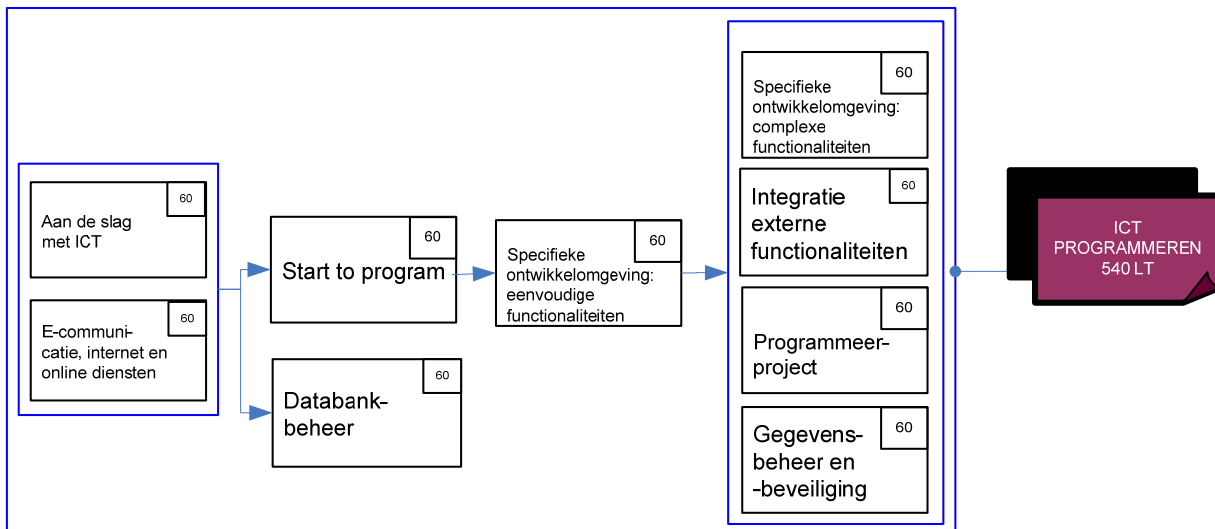 60
Aan de slag
met ICT
60
E-communi-
catie, internet en
online diensten
60
Start to program
60
Databank-
beheer
60
Specifieke
ontwikkelomgeving:
eenvoudige
functionaliteiten
60
Specifieke
ontwikkelomgeving:
complexe
functionaliteiten
60
Integratie
externe
functionaliteiten
60
Programmeer-
project
60
Gegevens-
beheer en
-beveiliging
ICT
PROGRAMMEREN
540 LT